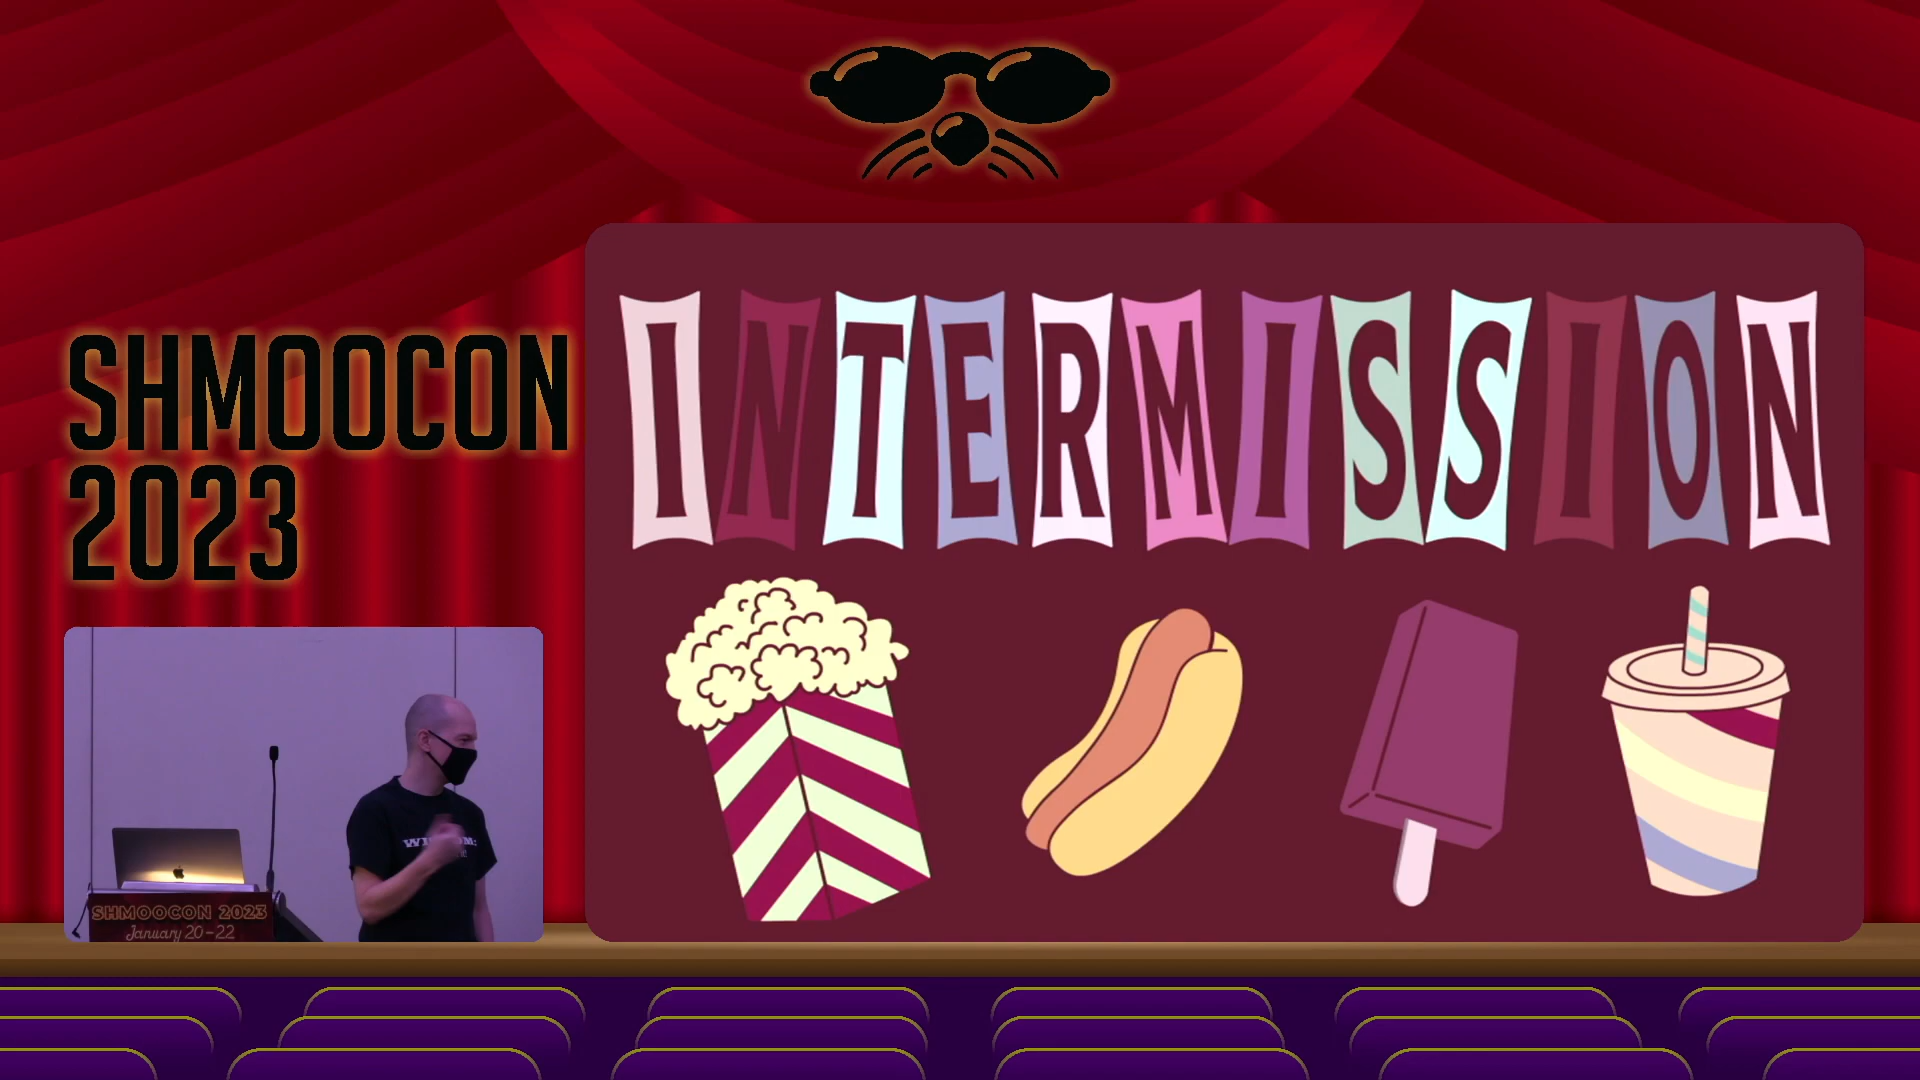 SHMOOCON
2023
INTERMISSION
SHMOOCON 2023
January 20-22